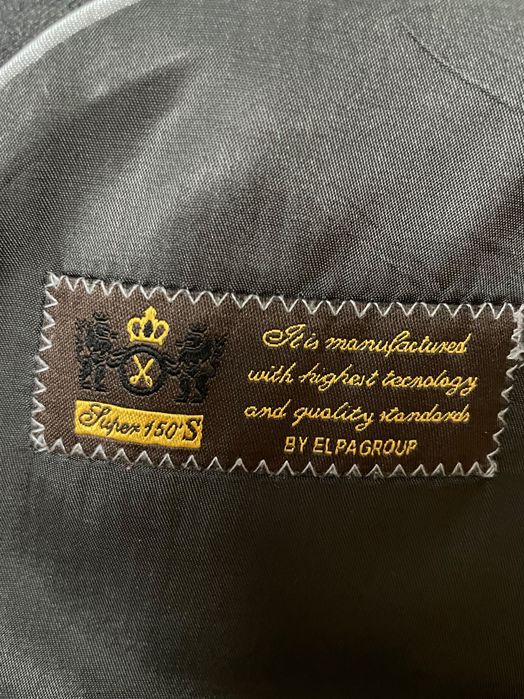 Super 150'S
It is manufactured
with highest tecnology
and quality standards
BY ELPAGROUP